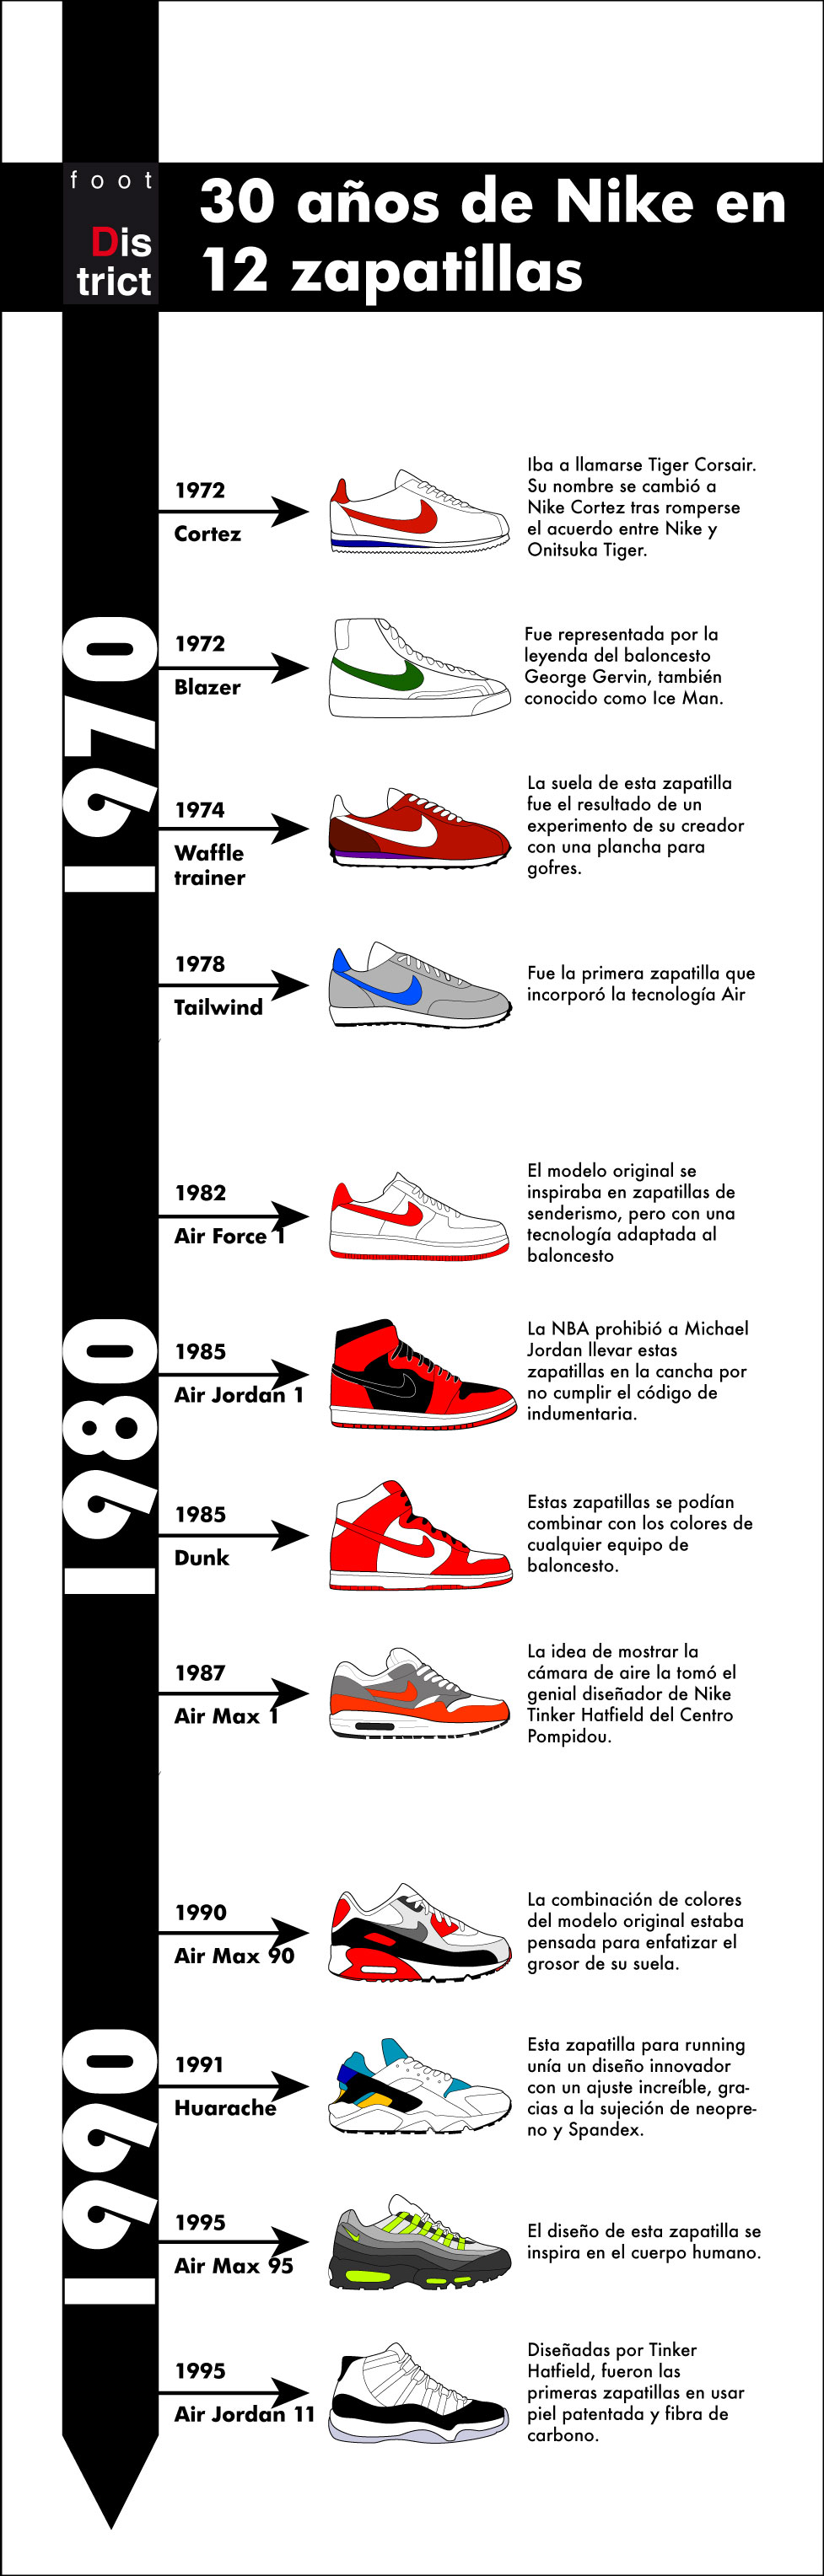 foot
Dis
trict
30 años de Nike en
12 zapatillas
1970
1972
Cortez
Iba a llamarse Tiger Corsair.
Su nombre se cambió a
Nike Cortez tras romperse
el acuerdo entre Nike y
Onitsuka Tiger.
1972
Blazer
Fue representada por la
leyenda del baloncesto
George Gervin, también
conocido como Ice Man.
1974
Waffle
trainer
La suela de esta zapatilla
fue el resultado de un
experimento de su creador
con una plancha para
gofres.
1978
Tailwind
Fue la primera zapatilla que
incorporó la tecnología Air
1980
1982
Air Force 1
El modelo original se
inspiraba en zapatillas de
senderismo, pero con una
tecnología adaptada al
baloncesto
1985
Air Jordan 1
La NBA prohibió a Michael
Jordan llevar estas
zapatillas en la cancha por
no cumplir el código de
indumentaria.
1985
Dunk
Estas zapatillas se podían
combinar con los colores de
cualquier equipo de
baloncesto.
1987
Air Max 1
La idea de mostrar la
cámara de aire la tomó el
genial diseñador de Nike
Tinker Hatfield del Centro
Pompidou.
1990
1990
Air Max 90
La combinación de colores
del modelo original estaba
pensada para enfatizar el
grosor de su suela.
1991
Huarache
Esta zapatilla para running
unía un diseño innovador
con un ajuste increíble, gra-
cias a la sujeción de neopre-
no y Spandex.
1995
Air Max 95
El diseño de esta zapatilla se
inspira en el cuerpo humano.
1995
Air Jordan 11
Diseñadas por Tinker
Hatfield, fueron las
primeras zapatillas en usar
piel patentada y fibra de
carbono.